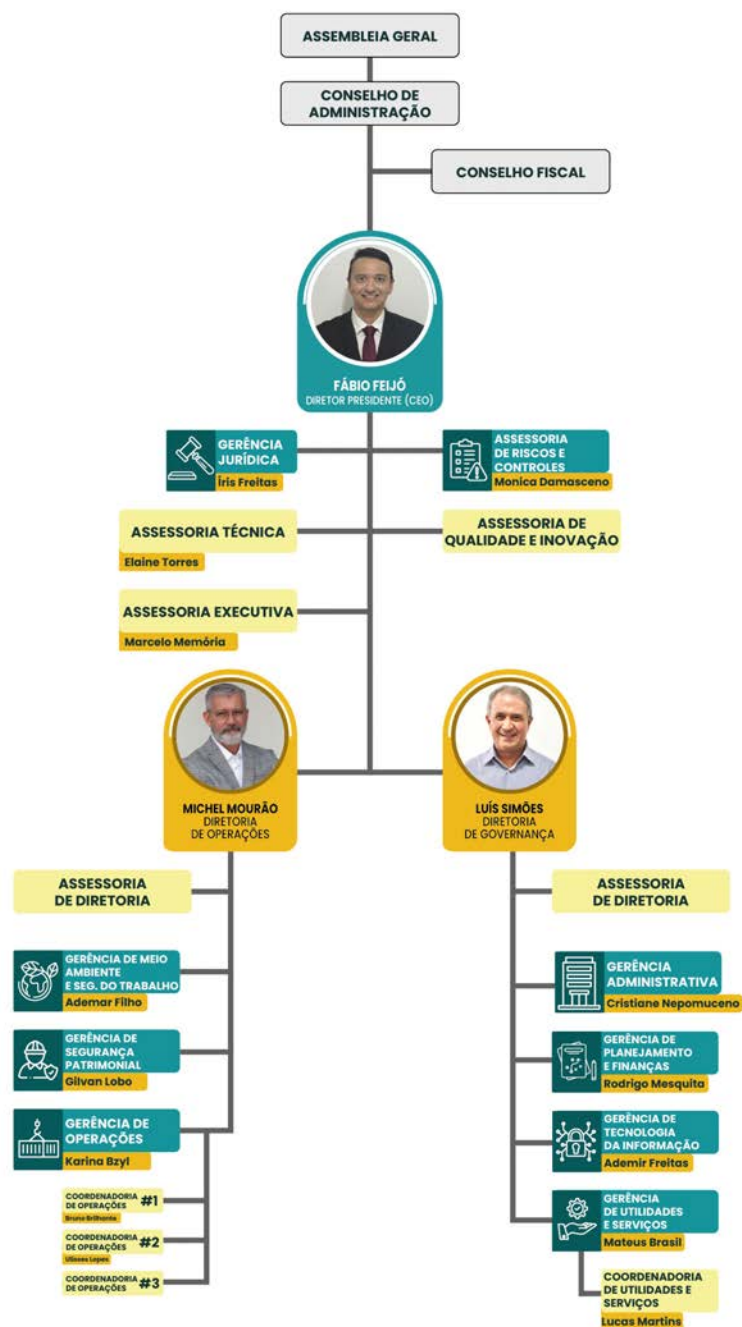 ASSEMBLEIA GERAL
CONSELHO DE
ADMINISTRAÇÃO
CONSELHO FISCAL
FÁBIO FEIJÓ
DIRETOR PRESIDENTE (CEO)
GERÊNCIA
JURÍDICA
Íris Freitas
ASSESSORIA
DE RISCOS E
CONTROLES
Monica Damasceno
ASSESSORIA TÉCNICA
Elaine Torres
ASSESSORIA DE
QUALIDADE E INOVAÇÃO
ASSESSORIA EXECUTIVA
Marcelo Memória
MICHEL MOURÃO
DIRETORIA
DE OPERAÇÕES
LUÍS SIMÕES
DIRETORIA
DE GOVERNANÇA
ASSESSORIA
DE DIRETORIA
GERÊNCIA DE MEIO
AMBIENTE
E SEG. DO TRABALHO
Ademar Filho
GERÊNCIA DE
SEGURANÇA
PATRIMONIAL
Gilvan Lobo
GERÊNCIA DE
OPERAÇÕES
Karina Bzyl
COORDENADORIA
DE OPERAÇÕES #1
Bruno Brilhante
COORDENADORIA
DE OPERAÇÕES #2
Ulisses Lopes
COORDENADORIA
DE OPERAÇÕES #3
ASSESSORIA
DE DIRETORIA
GERÊNCIA
ADMINISTRATIVA
Cristiane Nepomuceno
GERÊNCIA DE
PLANEJAMENTO
E FINANÇAS
Rodrigo Mesquita
GERÊNCIA DE
TECNOLOGIA
DA INFORMAÇÃO
Ademir Freitas
GERÊNCIA
DE UTILIDADES
E SERVIÇOS
Mateus Brasil
COORDENADORIA
DE UTILIDADES E
SERVIÇOS
Lucas Martins